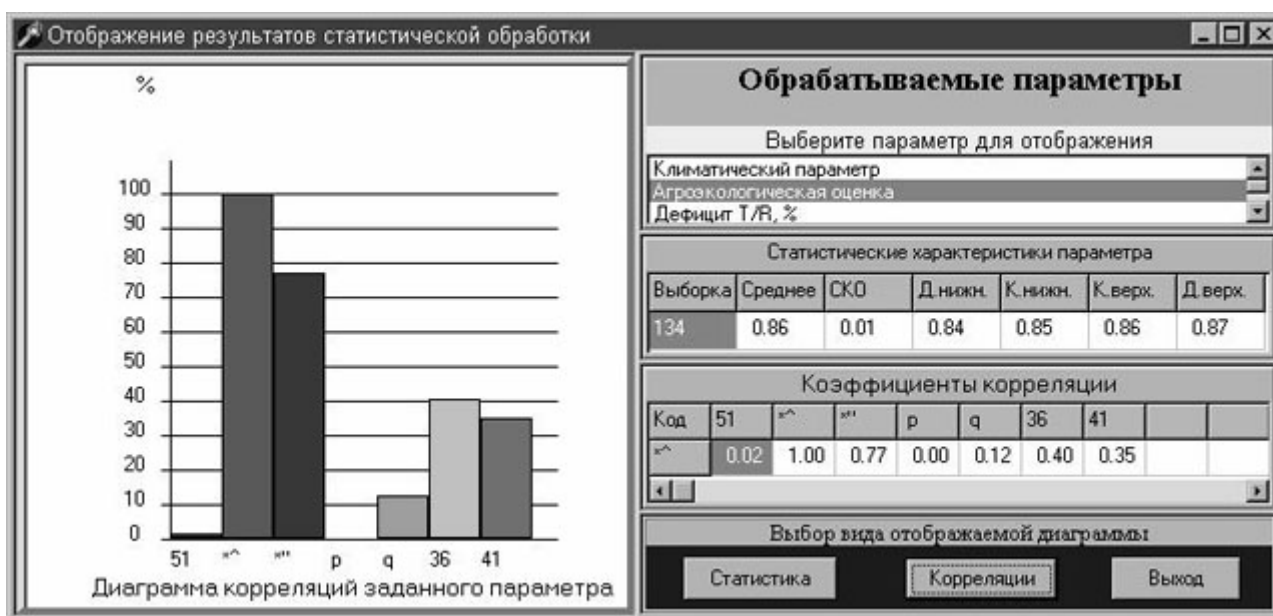 Отображение результатов статистической обработки
%
100
90
80
70
60
50
40
30
20
10
0
51 *^ *" p q 36 41
Диаграмма корреляций заданного параметра
Обрабатываемые параметры
Выберите параметр для отображения
Климатический параметр
Агроэкологическая оценка
Дефицит T/R, %
Статистические характеристики параметра
Выборка Среднее СКО Д.нижн. К.нижн. К.верх. Д.верх.
134 0.86 0.01 0.84 0.85 0.86 0.87
Коэффициенты корреляции
Код 51 *^ *" p q 36 41
*^ 0.02 1.00 0.77 0.00 0.12 0.40 0.35
Выбор вида отображаемой диаграммы
Статистика Корреляции Выход